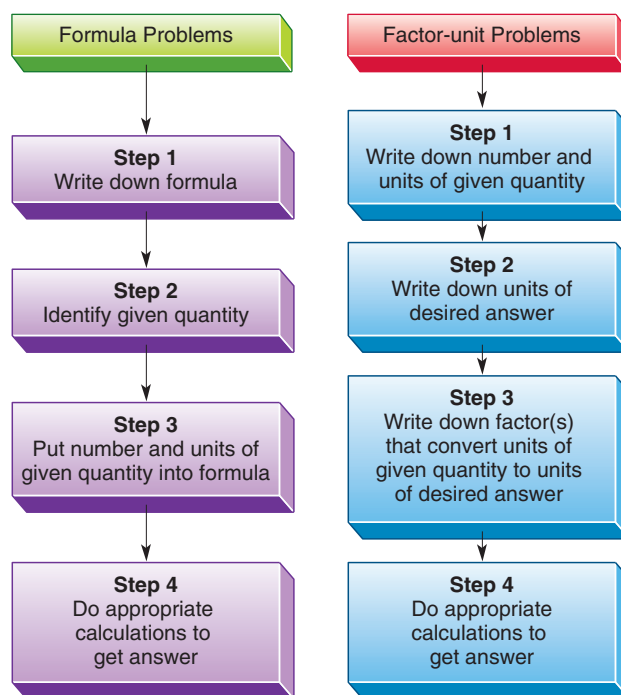 Formula Problems
Step 1
Write down formula
Step 2
Identify given quantity
Step 3
Put number and units of
given quantity into formula
Step 4
Do appropriate
calculations to
get answer
Factor-unit Problems
Step 1
Write down number and
units of given quantity
Step 2
Write down units of
desired answer
Step 3
Write down factor(s)
that convert units of
given quantity to units
of desired answer
Step 4
Do appropriate
calculations to
get answer